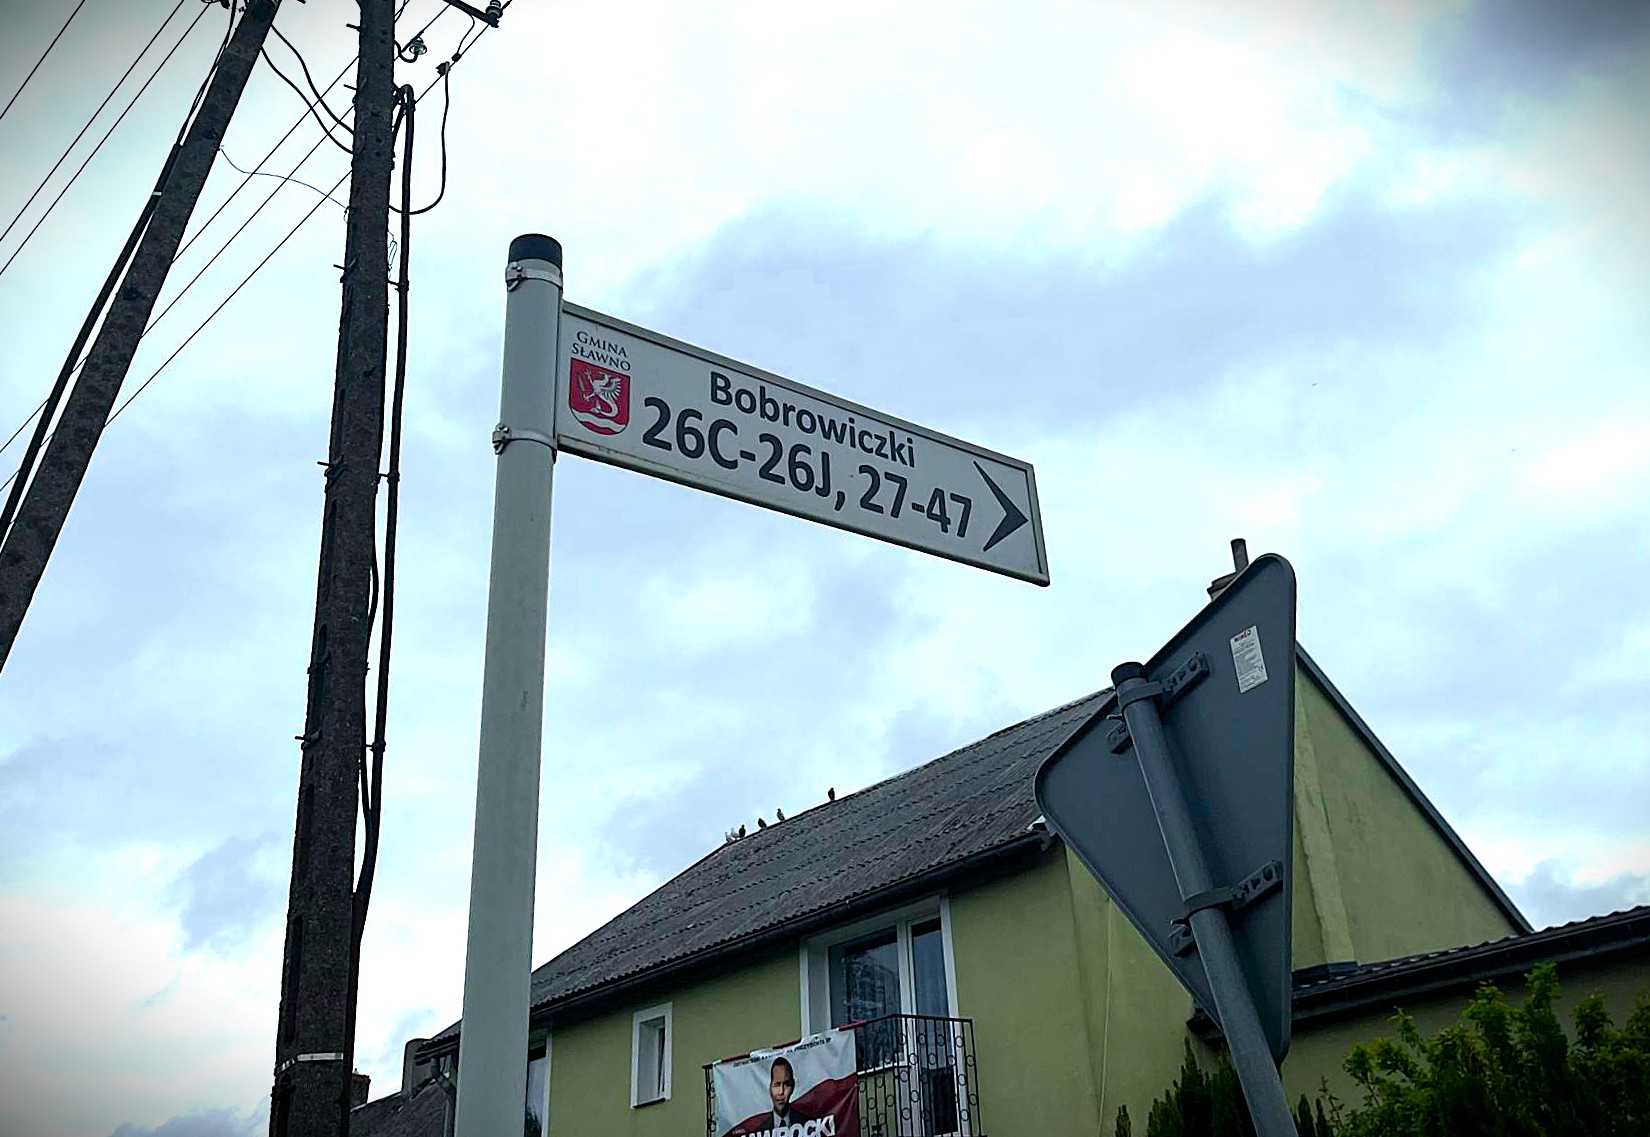 GMINA
SŁAWNO
Bobrowiczki
26C-26J, 27-47